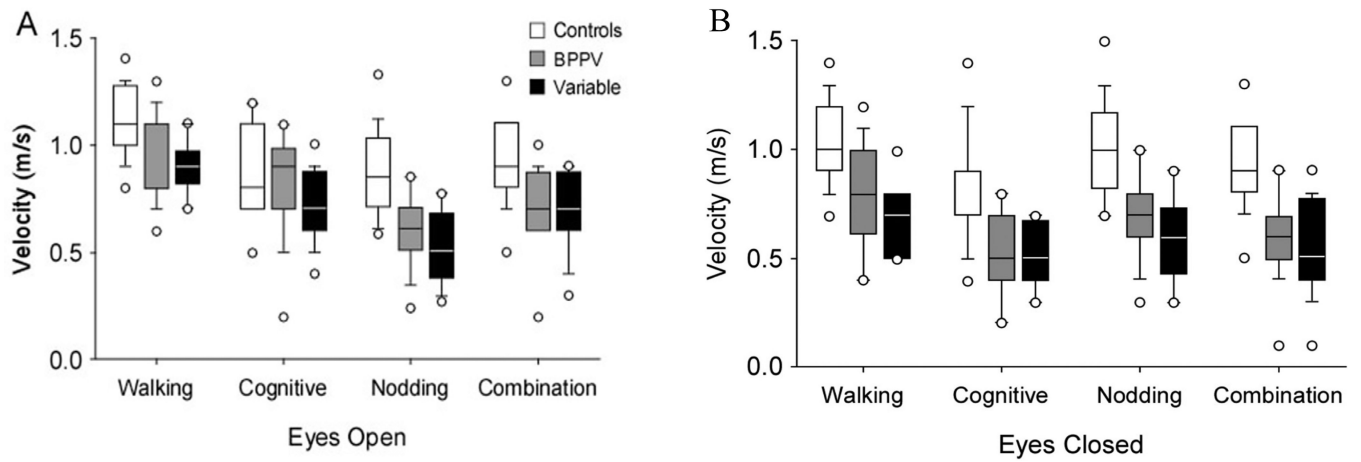 A
Controls
BPPV
Variable
Velocity (m/s)
1.5
1.0
0.5
0.0
Walking Cognitive Nodding Combination
Eyes Open
B
Velocity (m/s)
1.5
1.0
0.5
0.0
Walking Cognitive Nodding Combination
Eyes Closed